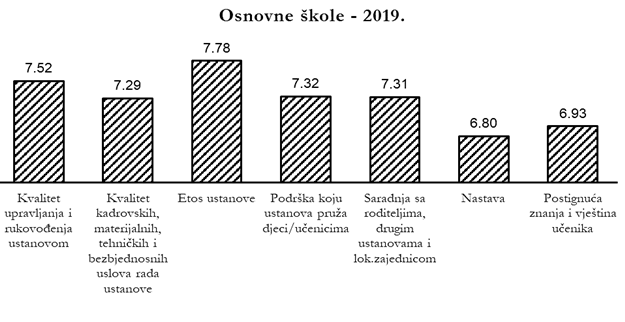 Osnovne škole - 2019.
7.52
7.29
7.78
7.32
7.31
6.80
6.93
Kvalitet
upravljanja i
rukovođenja
ustanovom
Kvalitet
kadrovskih,
materijalnih,
tehničkih i
bezbjednosnih
uslova rada
ustanove
Etos ustanove
Podrška koju
ustanova pruža
djeci/učenicima
Saradnja sa
roditeljima,
drugim
ustanovama i
lok.zajednicom
Nastava
Postignuća
znanja i vještina
učenika